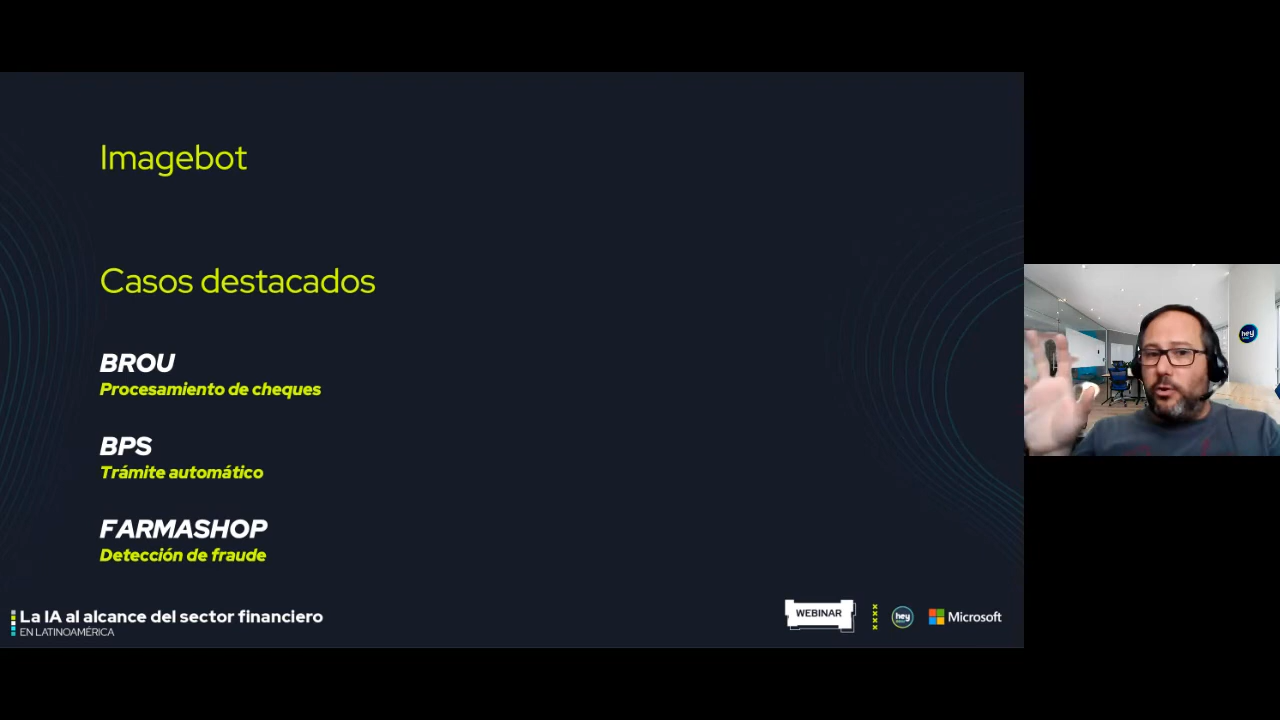 Imagebot
Casos destacados
BROU
Procesamiento de cheques
BPS
Trámite automático
FARMASHOP
Detección de fraude
La IA al alcance del sector financiero
EN LATINOAMÉRICA
WEBINAR
hey
Microsoft
hey